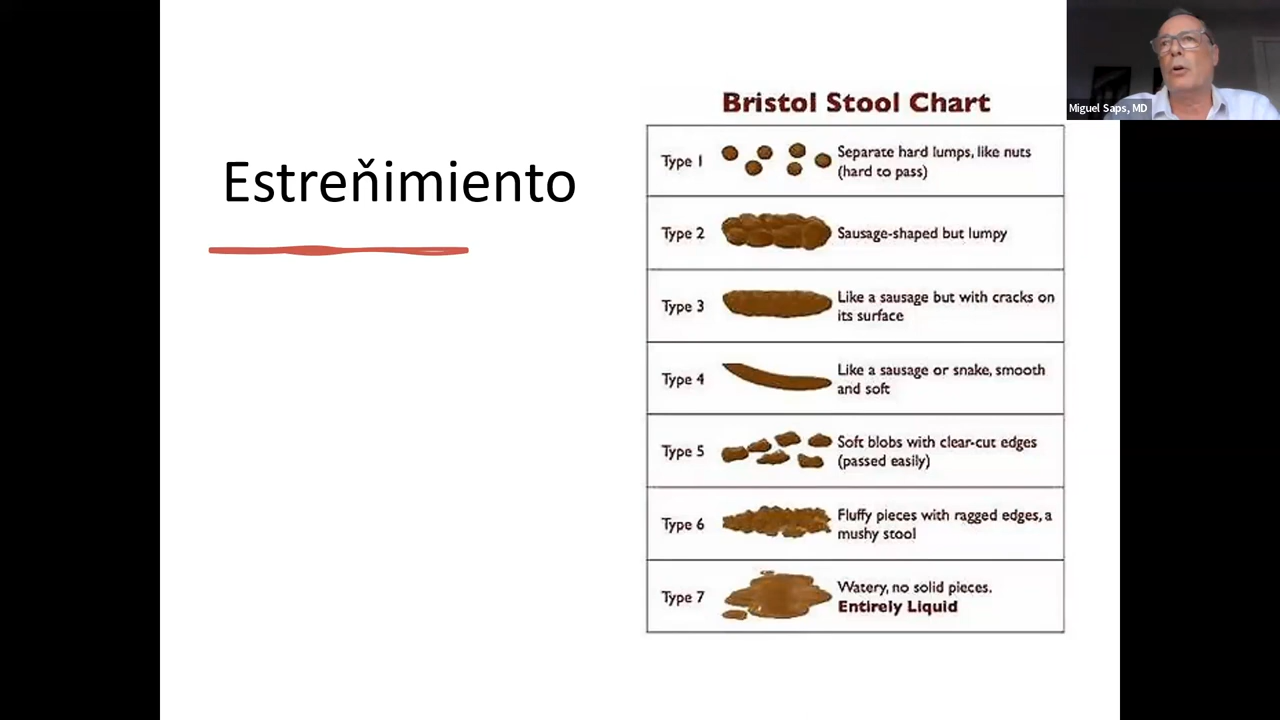 Miguel Saps, MD
Bristol Stool Chart
Estreňimiento
Type 1
Separate hard lumps, like nuts
(hard to pass)
Type 2
Sausage-shaped but lumpy
Type 3
Like a sausage but with cracks on
its surface
Type 4
Like a sausage or snake, smooth
and soft
Type 5
Soft blobs with clear-cut edges
(passed easily)
Type 6
Fluffy pieces with ragged edges, a
mushy stool
Type 7
Watery, no solid pieces.
Entirely Liquid